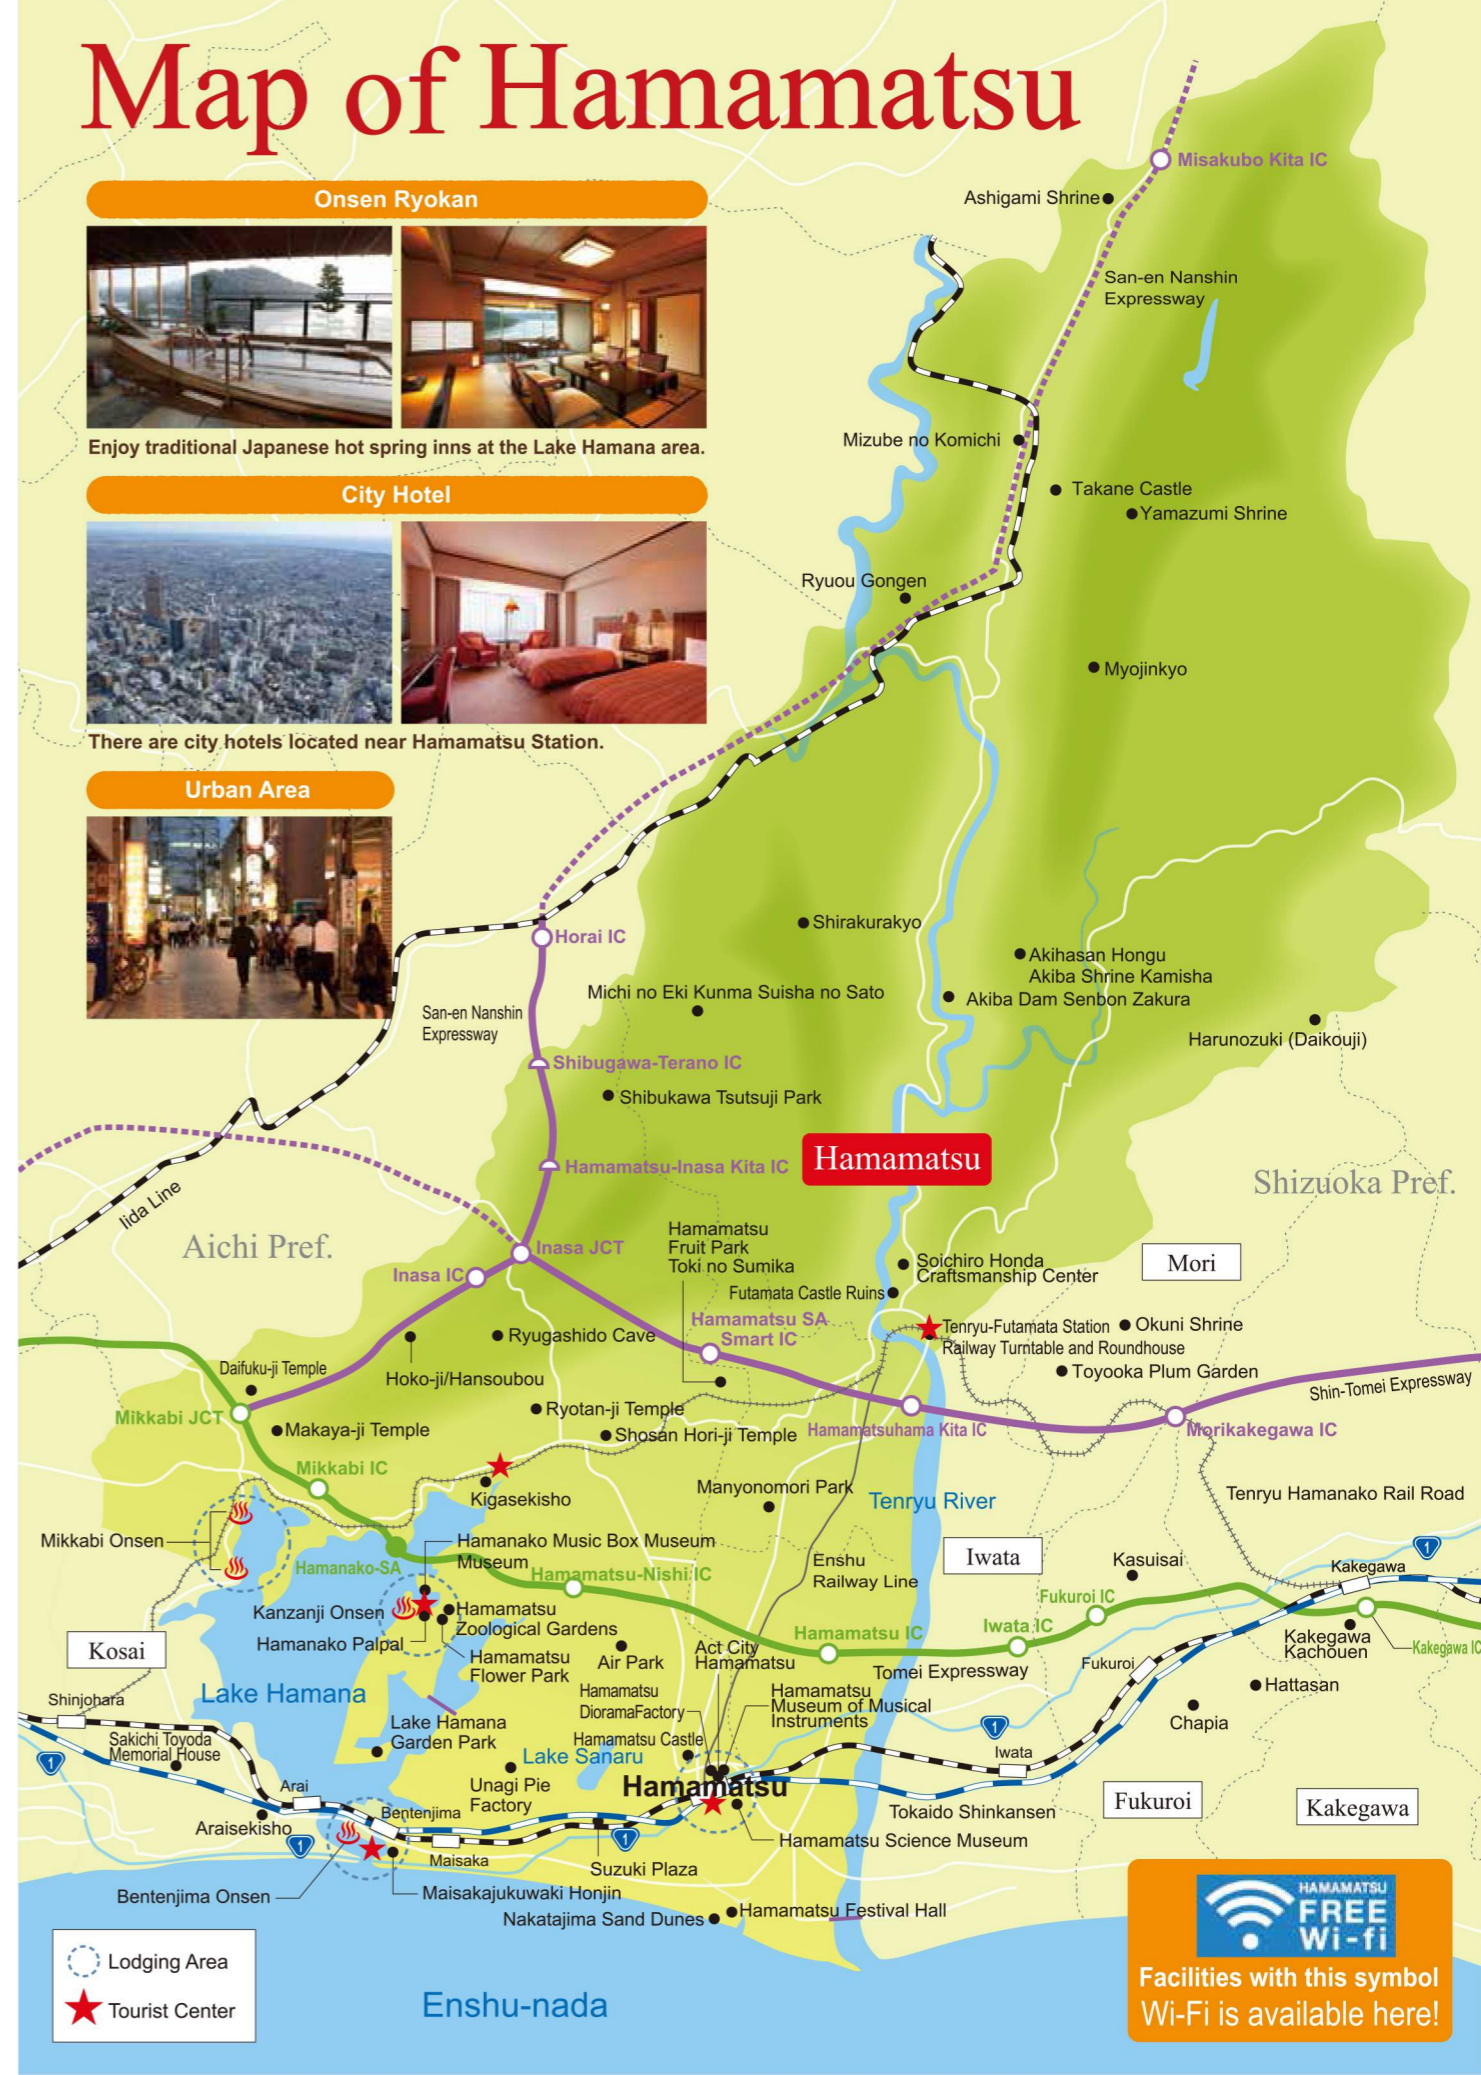 Map of Hamamatsu
Onsen Ryokan
Enjoy traditional Japanese hot spring inns at the Lake Hamana area.
City Hotel
There are city hotels located near Hamamatsu Station.
Urban Area
Misakubo Kita IC
Ashigami Shrine
San-en Nanshin
Expressway
Mizube no Komichi
Takane Castle
Yamazumi Shrine
Ryuou Gongen
Myojinkyo
Shirakurakyo
Horai IC
Akihasan Hongu
Akiba Shrine Kamisha
Michi no Eki Kunma Suisha no Sato
Akiba Dam Senbon Zakura
San-en Nanshin
Expressway
Harunozuki (Daikouji)
Shibugawa-Terano IC
Shibukawa Tsutsuji Park
Hamamatsu
Hamamatsu-Inasa Kita IC
Shizuoka Pref.
Iida Line
Aichi Pref.
Inasa JCT
Inasa IC
Hamamatsu
Fruit Park
Toki no Sumika
Soichiro Honda
Craftsmanship Center
Mori
Futamata Castle Ruins
Hamamatsu SA
Smart IC
Tenryu-Futamata Station
Railway Turntable and Roundhouse
Okuni Shrine
Ryugashido Cave
Toyooka Plum Garden
Daifuku-ji Temple
Hoko-ji/Hansoubou
Shin-Tomei Expressway
Mikkabi JCT
Makaya-ji Temple
Ryotan-ji Temple
Shosan Hori-ji Temple
Hamamatsuhama Kita IC
Morikakegawa IC
Mikkabi IC
Kigasekisho
Manyonomori Park
Tenryu River
Tenryu Hamanako Rail Road
Mikkabi Onsen
Hamanako-SA
Hamanako Music Box Museum
Museum
Hamamatsu-Nishi IC
Enshu
Railway Line
Iwata
Kasuisai
1
Kakegawa
Kanzanji Onsen
Hamamatsu
Zoological Gardens
Fukuroi IC
Hamanako Palpal
Hamamatsu
Flower Park
Air Park
Act City
Hamamatsu
Hamamatsu IC
Iwata IC
Kakegawa
Kachouen
Kakegawa IC
Kosai
Tomei Expressway
Fukuroi
Hattasan
Shinjohara
Lake Hamana
Hamamatsu
DioramaFactory
Hamamatsu
Museum of Musical
Instruments
Chapia
Sakichi Toyoda
Memorial House
1
Lake Hamana
Garden Park
Hamamatsu Castle
1
Iwata
Lake Sanaru
Unagi Pie
Factory
Hamamatsu
Arai
Bentenjima
Tokaido Shinkansen
Fukuroi
Kakegawa
Araisekisho
1
Maisaka
1
Hamamatsu Science Museum
Suzuki Plaza
Bentenjima Onsen
Maisakajukuwaki Honjin
Nakatajima Sand Dunes
Hamamatsu Festival Hall
Lodging Area
Tourist Center
Enshu-nada
HAMAMATSU
FREE
Wi-fi
Facilities with this symbol
Wi-Fi is available here!